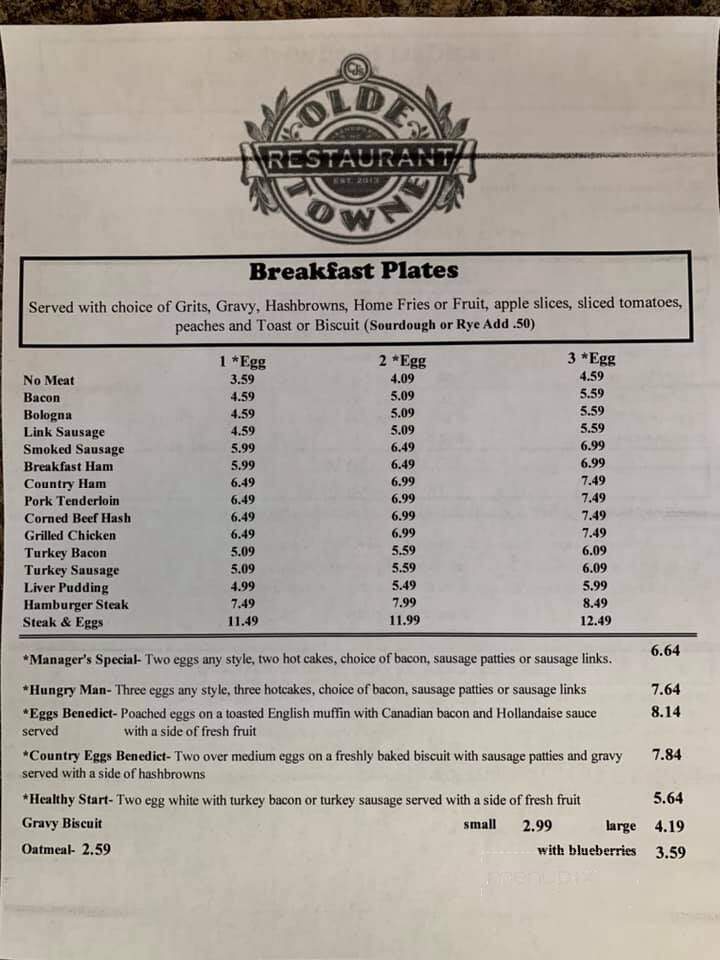 CJ's
OLDE
RESTAURANT
EST. 2013
TOWNE
Breakfast Plates
Served with choice of Grits, Gravy, Hashbrowns, Home Fries or Fruit, apple slices, sliced tomatoes,
peaches and Toast or Biscuit (Sourdough or Rye Add .50)
1 *Egg 2 *Egg 3 *Egg
No Meat 3.59 4.09 4.59
Bacon 4.59 5.09 5.59
Bologna 4.59 5.09 5.59
Link Sausage 4.59 5.09 5.59
Smoked Sausage 5.99 6.49 6.99
Breakfast Ham 5.99 6.49 6.99
Country Ham 6.49 6.99 7.49
Pork Tenderloin 6.49 6.99 7.49
Corned Beef Hash 6.49 6.99 7.49
Grilled Chicken 6.49 6.99 7.49
Turkey Bacon 5.09 5.59 6.09
Turkey Sausage 5.09 5.59 6.09
Liver Pudding 4.99 5.49 5.99
Hamburger Steak 7.49 7.99 8.49
Steak & Eggs 11.49 11.99 12.49
*Manager's Special- Two eggs any style, two hot cakes, choice of bacon, sausage patties or sausage links. 6.64
*Hungry Man- Three eggs any style, three hotcakes, choice of bacon, sausage patties or sausage links 7.64
*Eggs Benedict- Poached eggs on a toasted English muffin with Canadian bacon and Hollandaise sauce 8.14
served with a side of fresh fruit
*Country Eggs Benedict- Two over medium eggs on a freshly baked biscuit with sausage patties and gravy 7.84
served with a side of hashbrowns
*Healthy Start- Two egg white with turkey bacon or turkey sausage served with a side of fresh fruit 5.64
Gravy Biscuit small 2.99 large 4.19
Oatmeal- 2.59 with blueberries 3.59